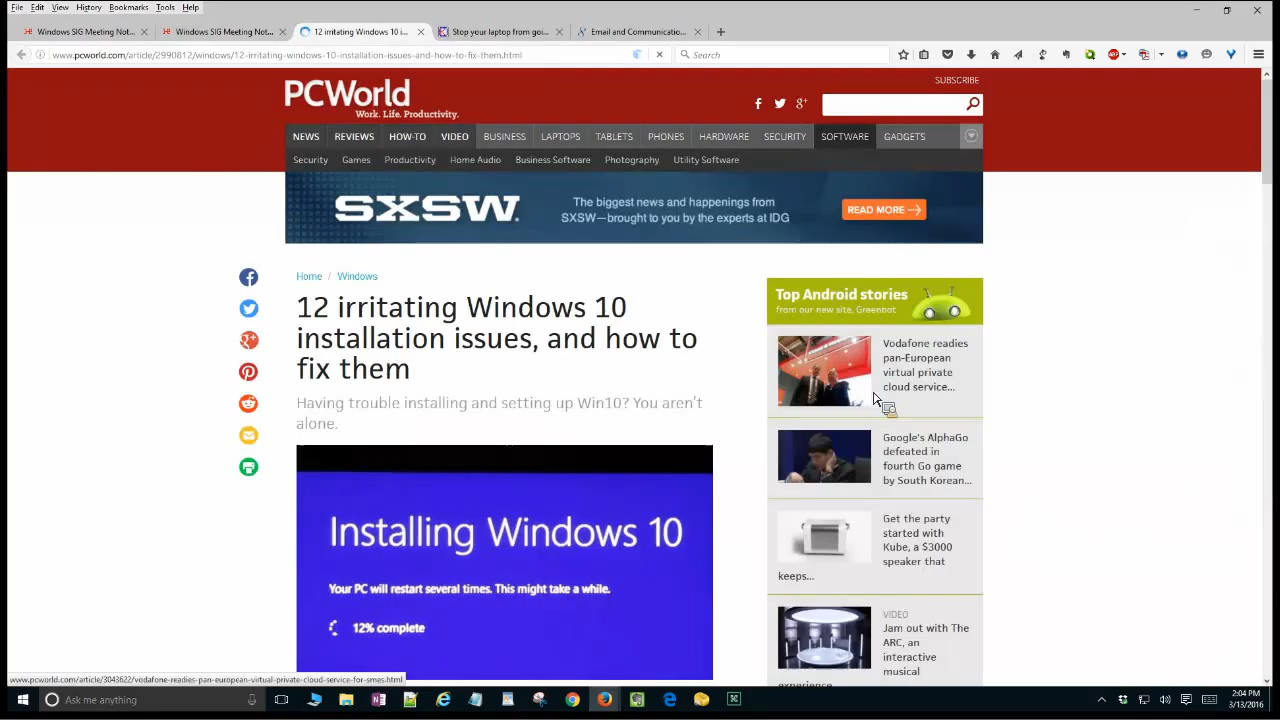 File Edit View History Bookmarks Tools Help
Windows SIG Meeting Not...
Windows SIG Meeting Not...
12 irritating Windows 10 i...
Stop your laptop from goi...
Email and Communicatio...
www.pcworld.com/article/2990812/windows/12-irritating-windows-10-installation-issues-and-how-to-fix-them.html
Search
ABP
PCWorld
Work. Life. Productivity.
SUBSCRIBE
NEWS REVIEWS HOW-TO VIDEO BUSINESS LAPTOPS TABLETS PHONES HARDWARE SECURITY SOFTWARE GADGETS
Security Games Productivity Home Audio Business Software Photography Utility Software
SXSW.
The biggest news and happenings from
SXSW—brought to you by the experts at IDG
READ MORE
Home / Windows
12 irritating Windows 10
installation issues, and how to
fix them
Having trouble installing and setting up Win10? You aren't
alone.
Installing Windows 10
Your PC will restart several times. This might take a while.
12% complete
Top Android stories
from our new site, Greenbot
Vodafone readies
pan-European
virtual private
cloud service...
Google's AlphaGo
defeated in
fourth Go game
by South Korean...
Get the party
started with
Kube, a $3000
speaker that
keeps...
VIDEO
Jam out with The
ARC, an
interactive
musical
experience
www.pcworld.com/article/3043622/vodafone-readies-pan-european-virtual-private-cloud-service-for-smes.html
Ask me anything
2:04 PM
3/13/2016